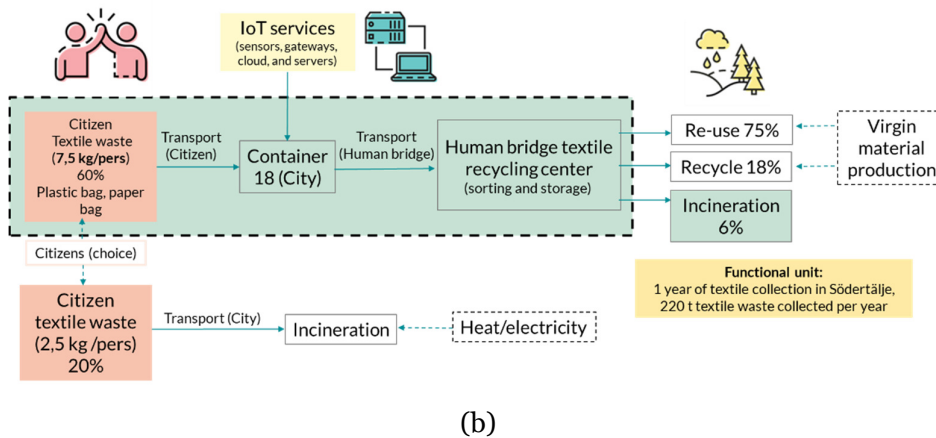 IoT services
(sensors, gateways,
cloud, and servers)
Citizen
Textile waste
(7,5 kg/pers)
60%
Plastic bag, paper
bag
Transport
(Citizen)
Container
18 (City)
Transport
(Human bridge)
Human bridge textile
recycling center
(sorting and storage)
Re-use 75%
Recycle 18%
Incineration
6%
Virgin
material
production
Citizens (choice)
Citizen
textile waste
(2,5 kg /pers)
20%
Transport (City)
Incineration
Heat/electricity
Functional unit:
1 year of textile collection in Södertälje,
220 t textile waste collected per year
(b)